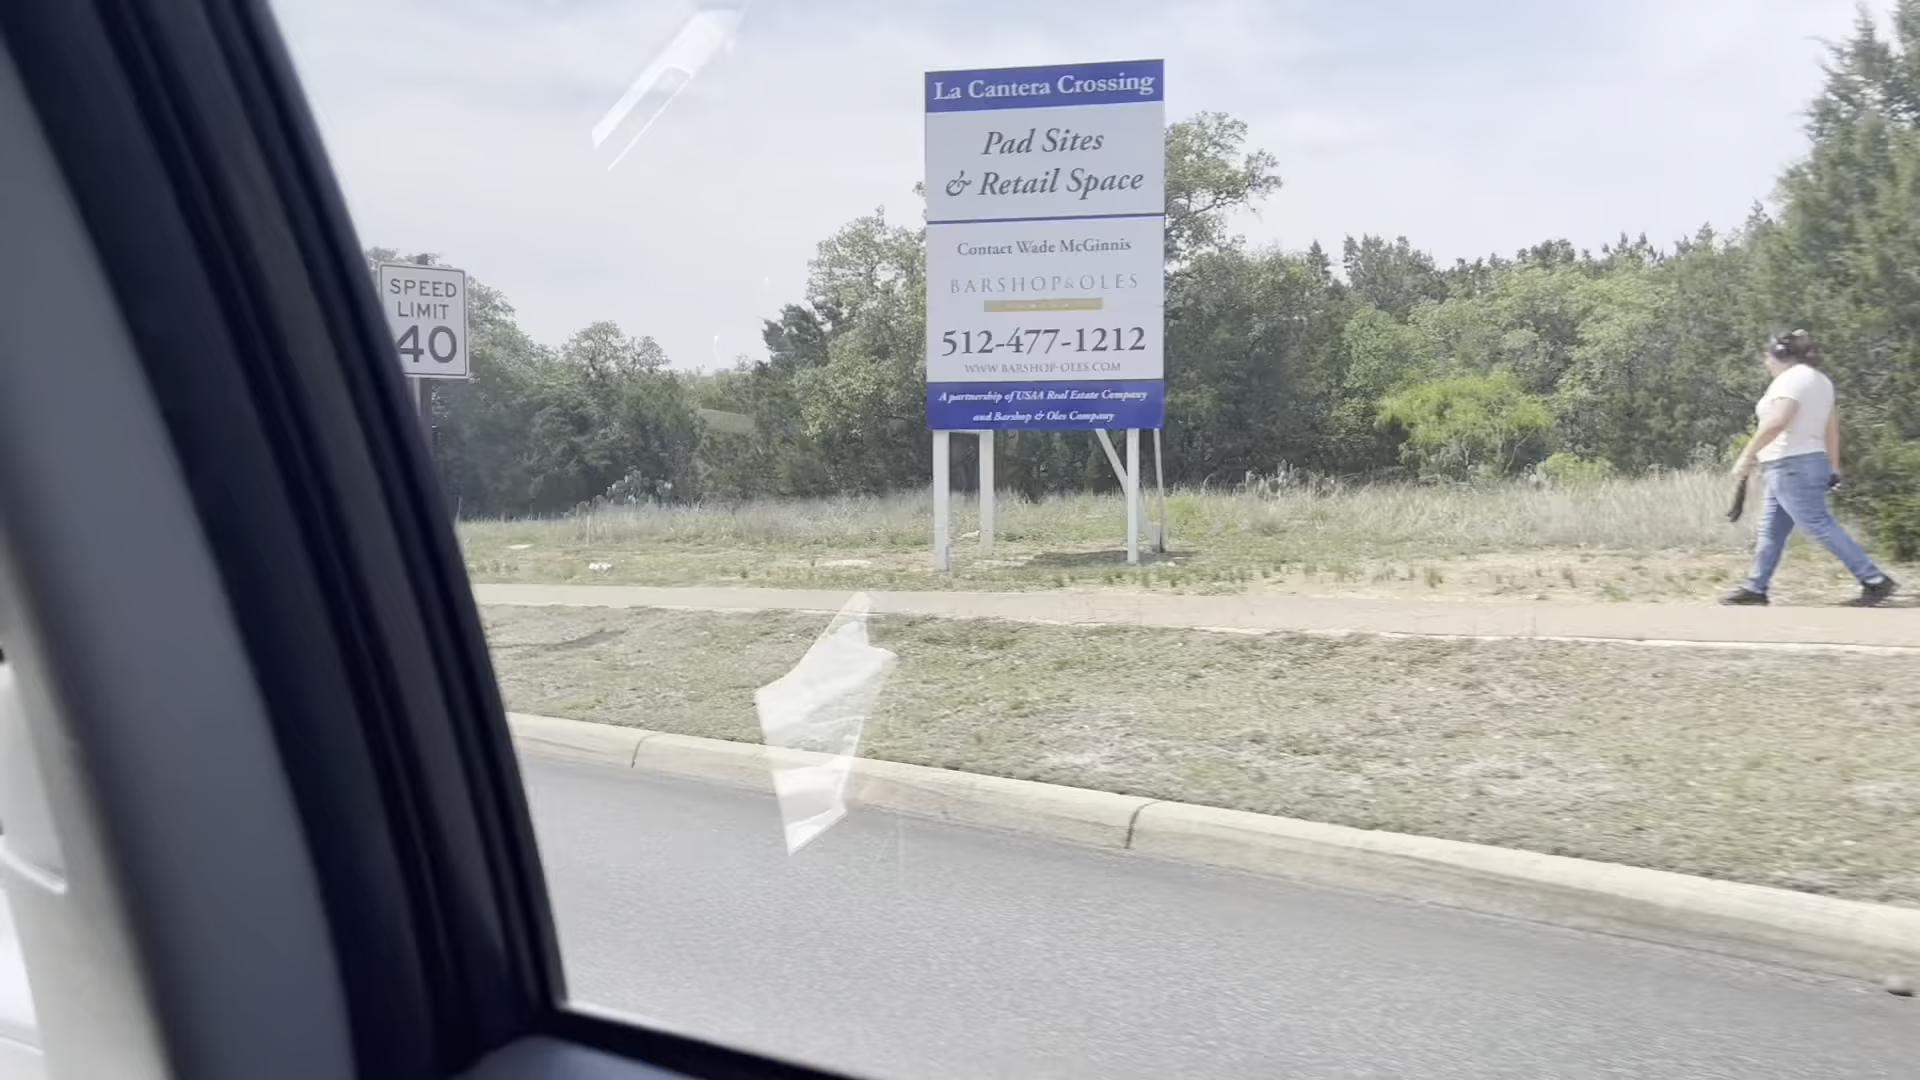 SPEED
LIMIT
40
La Cantera Crossing
Pad Sites
& Retail Space
Contact Wade McGinnis
BARSHOP & OLES
512-477-1212
WWW.BARSHOP-OLES.COM
A partnership of USAA Real Estate Company
and Barshop & Oles Company